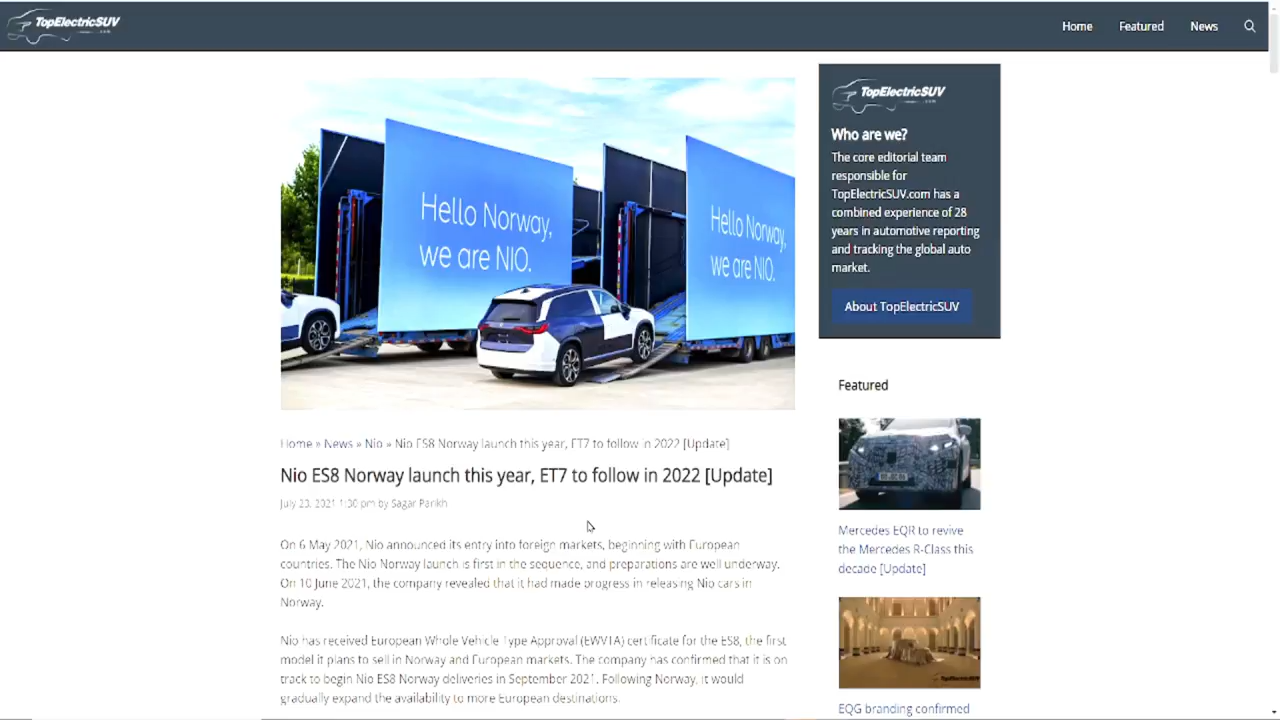 TopElectricSUV
.com
Home
Featured
News
Hello Norway,
we are NIO.
Hello Norway,
we are NIO.
TopElectricSUV
.com
Who are we?
The core editorial team
responsible for
TopElectricSUV.com has a
combined experience of 28
years in automotive reporting
and tracking the global auto
market.
About TopElectricSUV
Home » News » Nio » Nio ES8 Norway launch this year, ET7 to follow in 2022 [Update]
Nio ES8 Norway launch this year, ET7 to follow in 2022 [Update]
July 23, 2021 1:30 pm by Sagar Parikh
On 6 May 2021, Nio announced its entry into foreign markets, beginning with European
countries. The Nio Norway launch is first in the sequence, and preparations are well underway.
On 10 June 2021, the company revealed that it had made progress in releasing Nio cars in
Norway.
Nio has received European Whole Vehicle Type Approval (EWVTA) certificate for the ES8, the first
model it plans to sell in Norway and European markets. The company has confirmed that it is on
track to begin Nio ES8 Norway deliveries in September 2021. Following Norway, it would
gradually expand the availability to more European destinations.
Featured
Mercedes EQR to revive
the Mercedes R-Class this
decade [Update]
TopElectricSUV
EQG branding confirmed